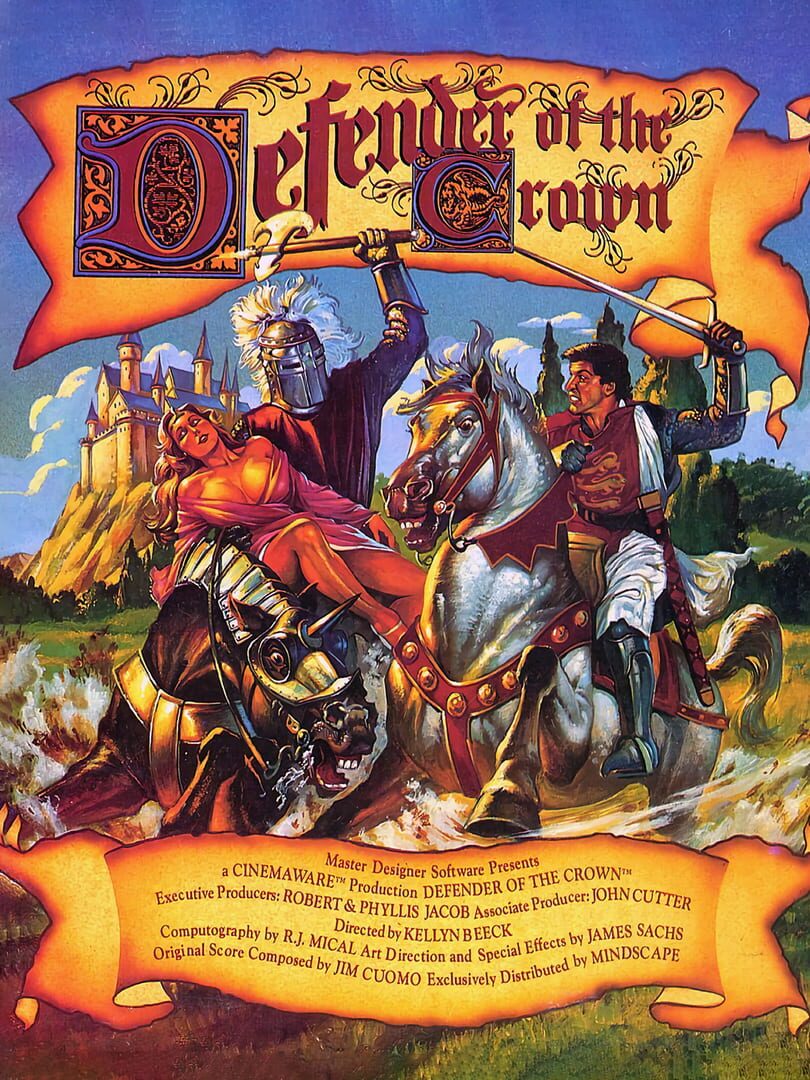 Defender of the
Crown
Master Designer Software Presents
a CINEMAWARE™ Production DEFENDER OF THE CROWN™
Executive Producers: ROBERT & PHYLLIS JACOB Associate Producer: JOHN CUTTER
Directed by KELLYN BEECK
Computography by R.J. MICAL Art Direction and Special Effects by JAMES SACHS
Original Score Composed by JIM CUOMO Exclusively Distributed by MINDSCAPE